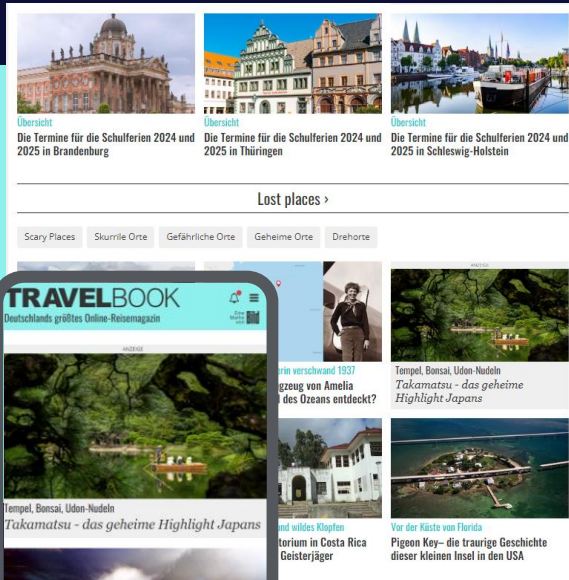 Übersicht
Die Termine für die Schulferien 2024 und
2025 in Brandenburg
Übersicht
Die Termine für die Schulferien 2024 und
2025 in Thüringen
Übersicht
Die Termine für die Schulferien 2024 und
2025 in Schleswig-Holstein
Lost places ›
Scary Places
Skurrile Orte
Gefährliche Orte
Geheime Orte
Drehorte
verschwand 1937
von Amelia
des Ozeans entdeckt?
ANZEIGE
Tempel, Bonsai, Udon-Nudeln
Takamatsu - das geheime
Highlight Japans
und wildes Klopfen
in Costa Rica
Geisterjäger
Vor der Küste von Florida
Pigeon Key– die traurige Geschichte
dieser kleinen Insel in den USA
TRAVELBOOK
Deutschlands größtes Online-Reisemagazin
ANZEIGE
Tempel, Bonsai, Udon-Nudeln
Takamatsu - das geheime Highlight Japans